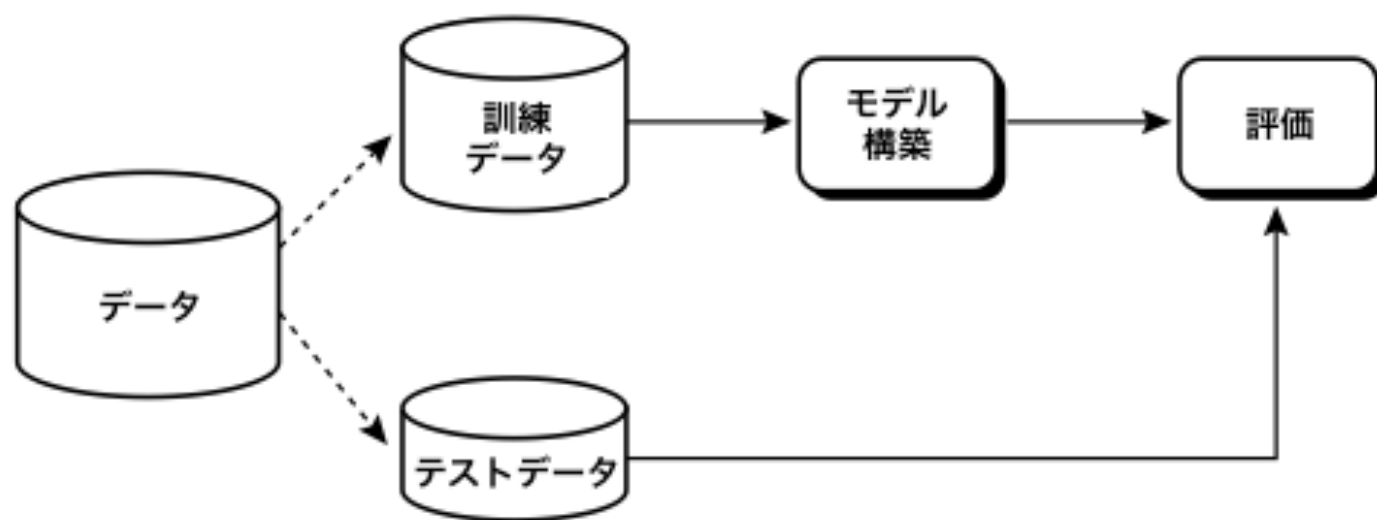 訓練
データ
モデル
構築
評価
データ
テストデータ